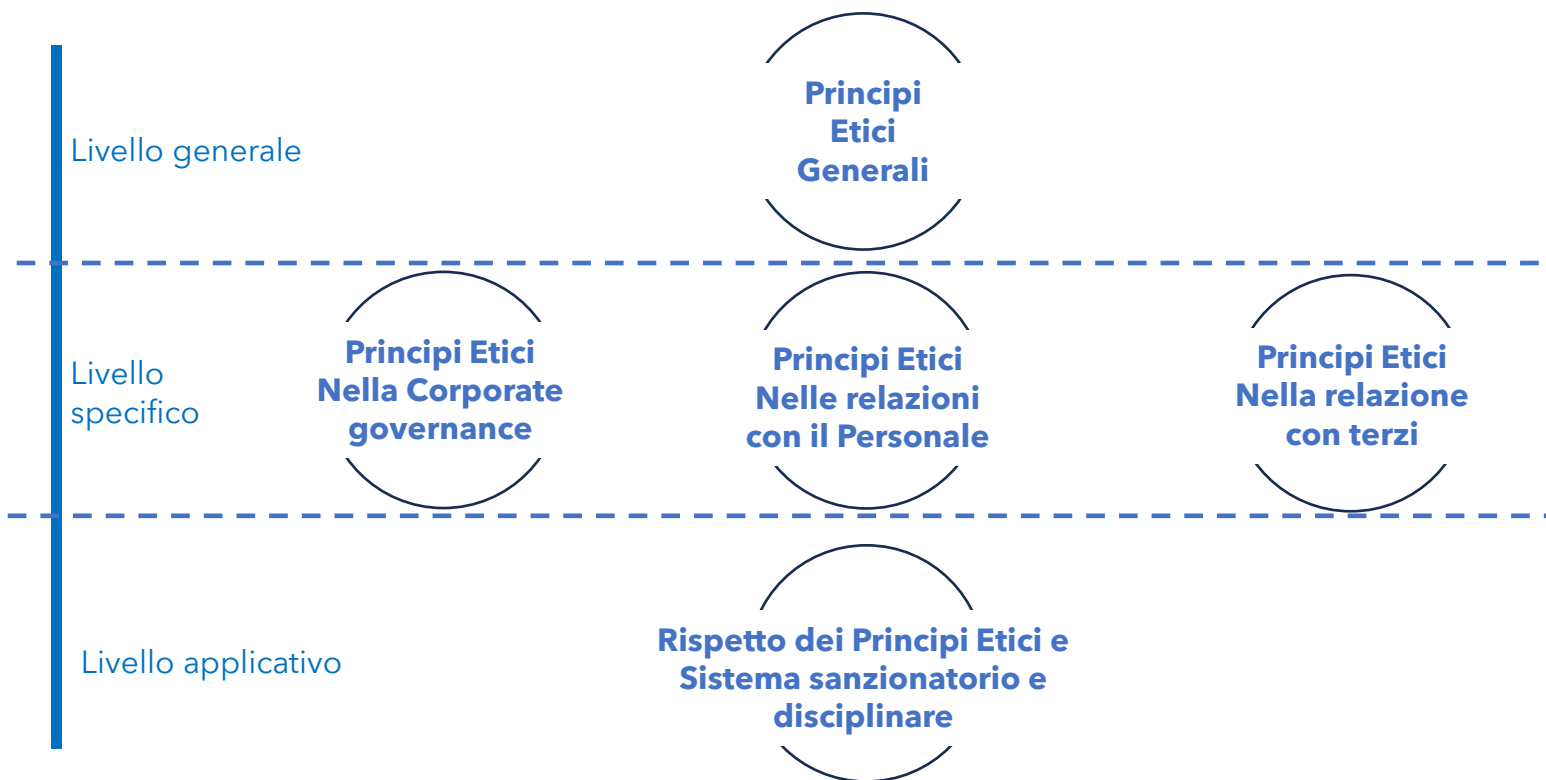 Principi
Etici
Generali
Livello generale
Livello
specifico
Principi Etici
Nella Corporate
governance
Principi Etici
Nelle relazioni
con il Personale
Principi Etici
Nella relazione
con terzi
Livello applicativo
Rispetto dei Principi Etici e
Sistema sanzionatorio e
disciplinare